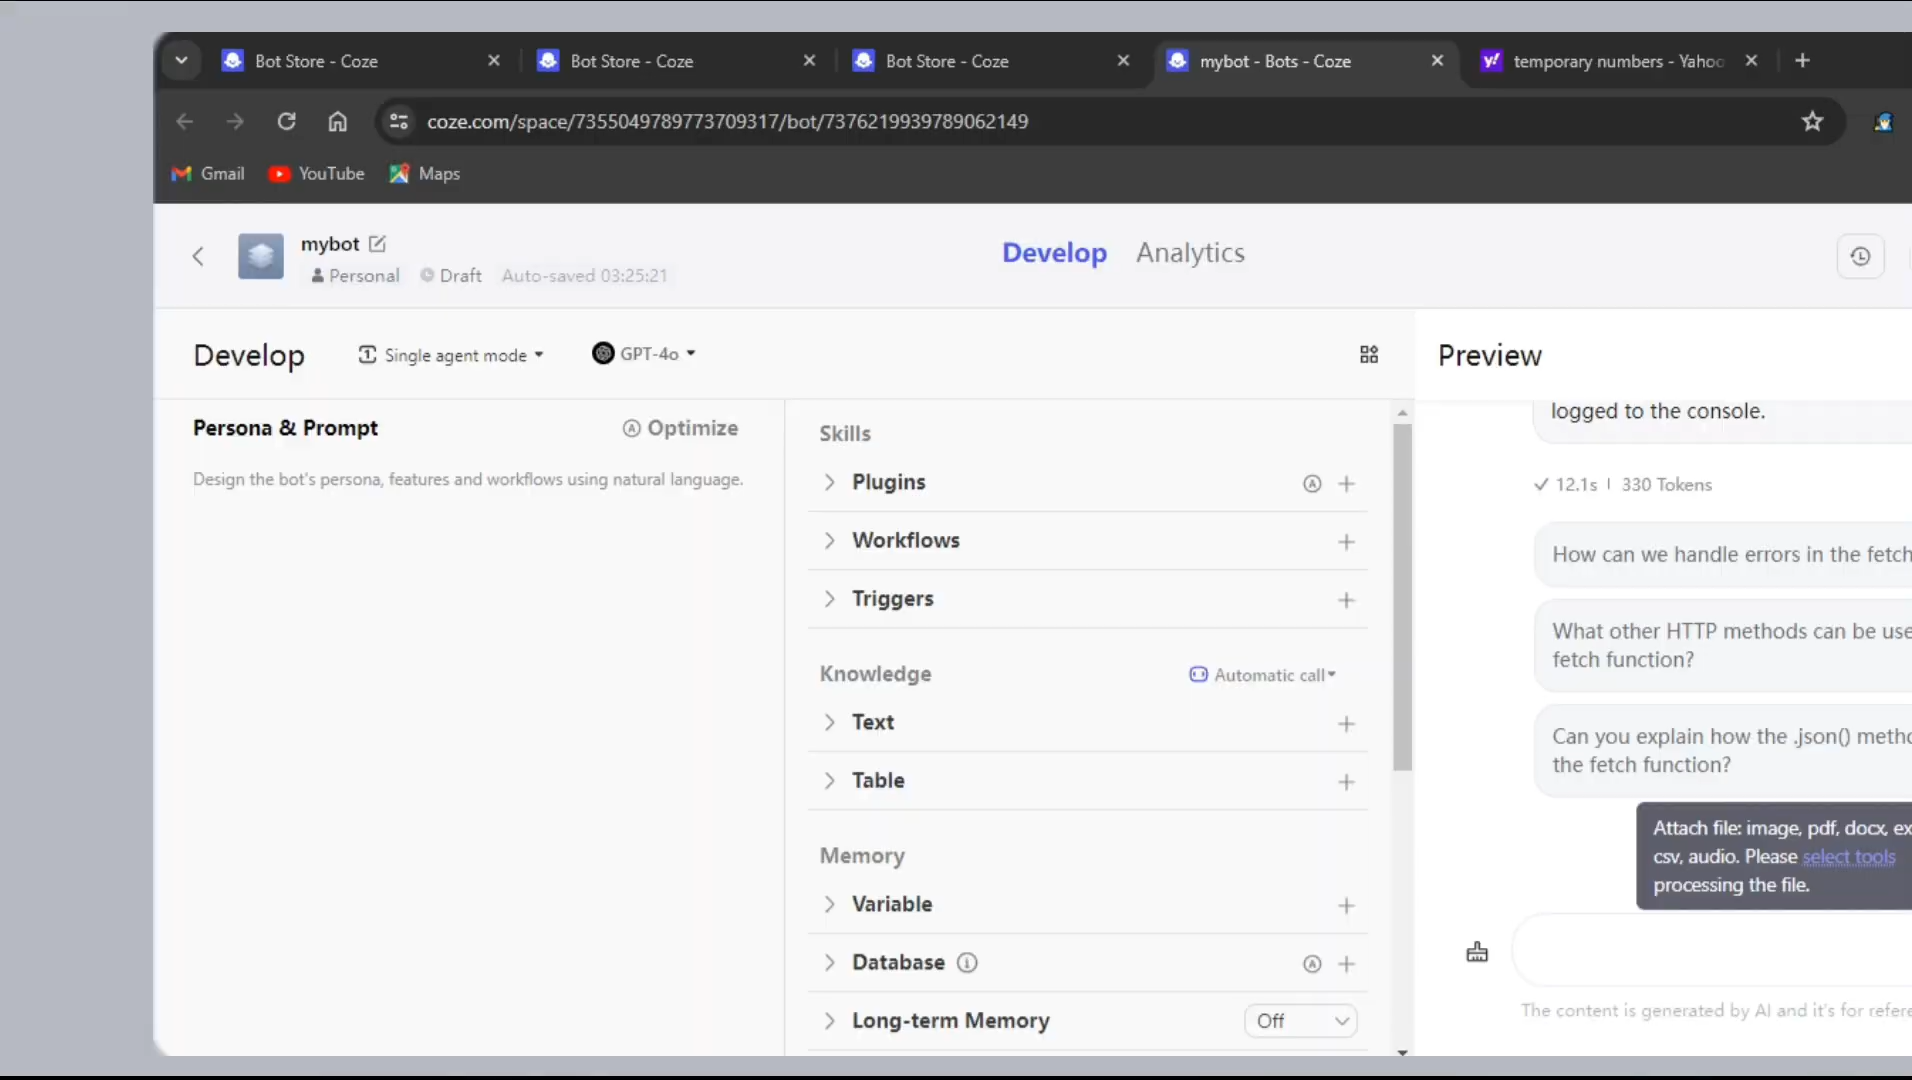 Bot Store - Coze
Bot Store - Coze
Bot Store - Coze
mybot - Bots - Coze
temporary numbers - Yahoo
coze.com/space/7355049789773709317/bot/7376219939789062149
Gmail
YouTube
Maps
mybot
Personal
Draft
Auto-saved 03:25:21
Develop
Analytics
Develop
1 Single agent mode
GPT-4o
Preview
Persona & Prompt
A Optimize
Design the bot's persona, features and workflows using natural language.
Skills
Plugins
Workflows
Triggers
Knowledge
Automatic call
Text
Table
Memory
Variable
Database
Long-term Memory
Off
logged to the console.
12.1s | 330 Tokens
How can we handle errors in the fetch
What other HTTP methods can be use
fetch function?
Can you explain how the .json() metho
the fetch function?
Attach file: image, pdf, docx, ex
csv, audio. Please select tools
processing the file.
The content is generated by AI and it's for refere